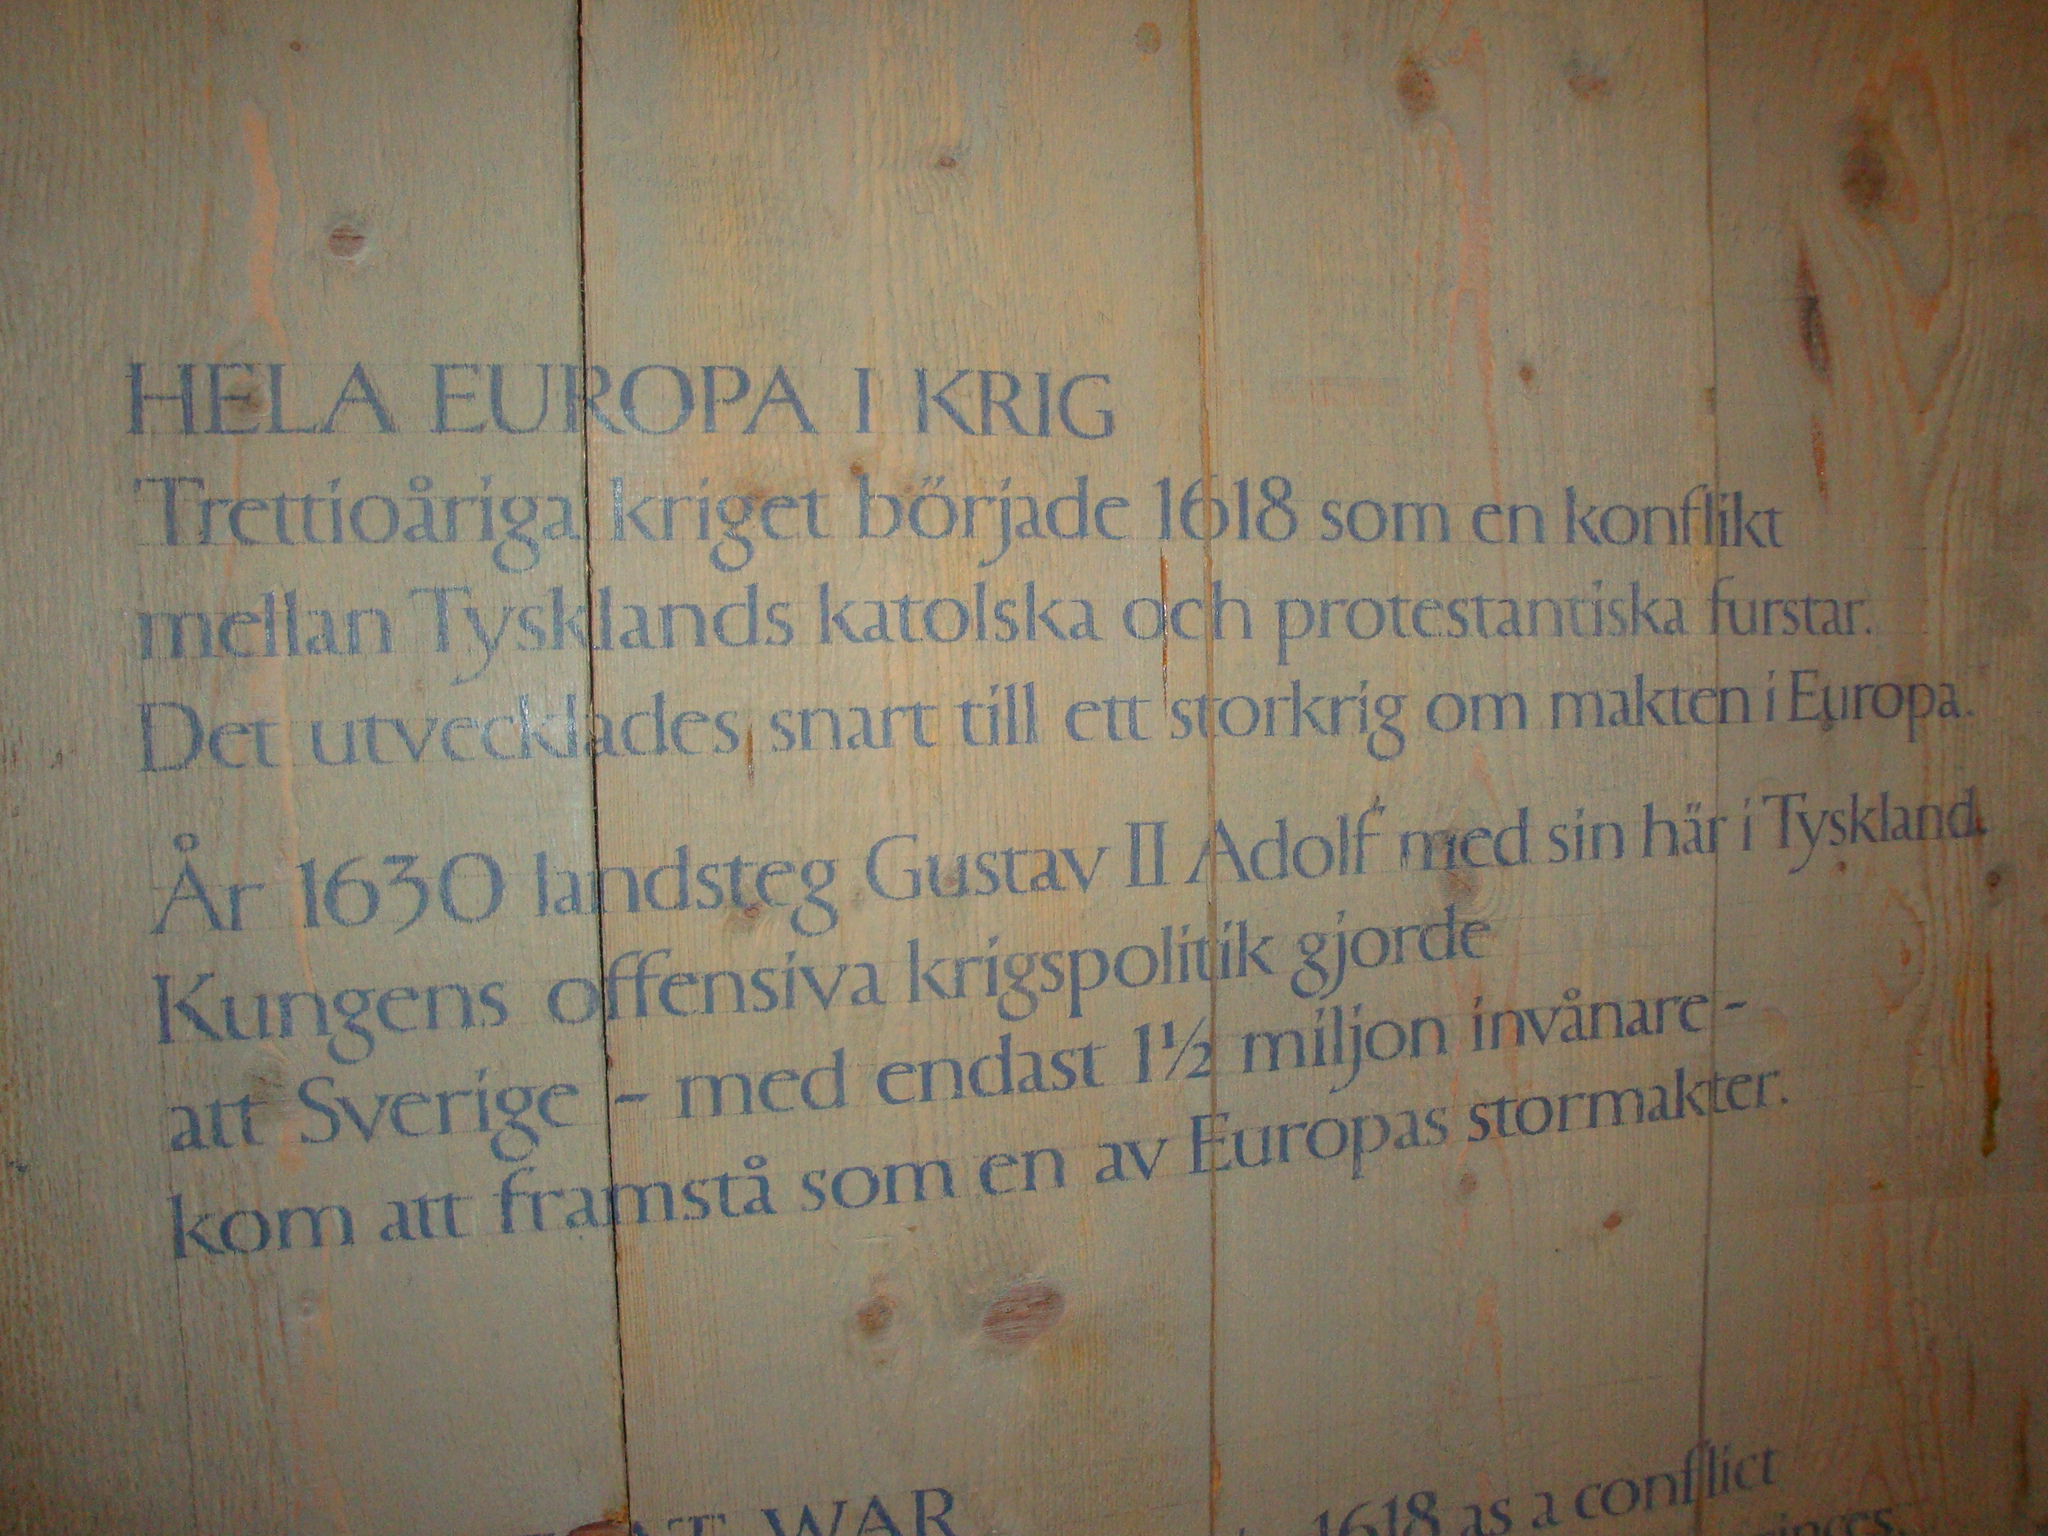 HELA EUROPA I KRIG
Trettioåriga kriget började 1618 som en konflikt
mellan Tysklands katolska och protestantiska furstar.
Det utvecklades snart till ett storkrig om makten i Europa.
År 1630 landsteg Gustav II Adolf med sin här i Tyskland.
Kungens offensiva krigspolitik gjorde
att Sverige – med endast 1½ miljon invånare –
kom att framstå som en av Europas stormakter.
AT WAR
1618 as a conflict